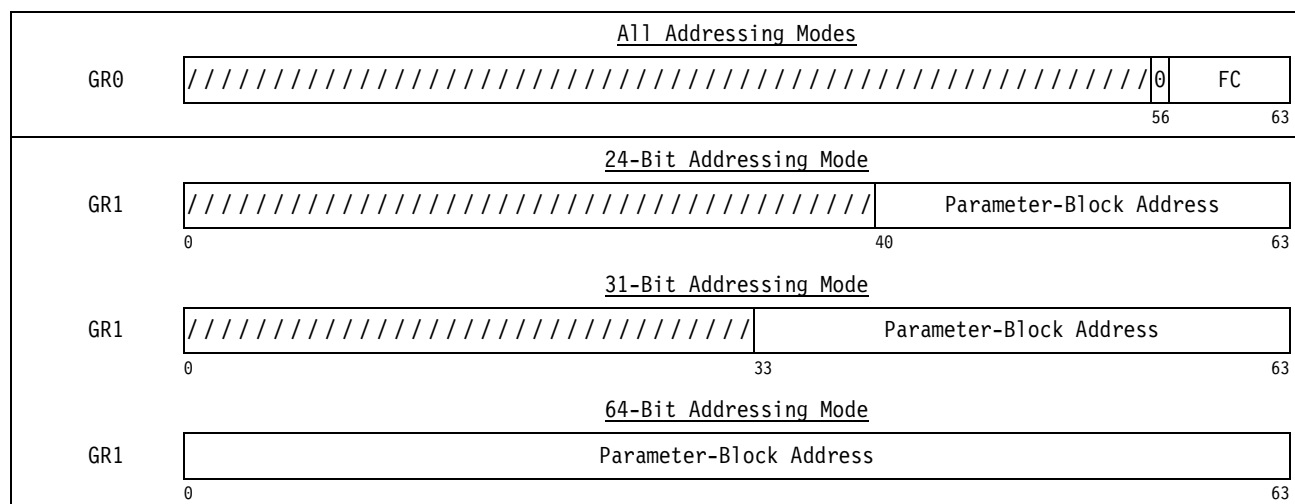 All Addressing Modes
GR0 / / / / / / / / / / / / / / / / / / / / / / / / / / / / / / / / / / / / / / / / / / / / / / / / / / / / / / / / 0 FC
56 63
24-Bit Addressing Mode
GR1 / / / / / / / / / / / / / / / / / / / / / / / / / / / / / / / / / / / / / / / / Parameter-Block Address
0 40 63
31-Bit Addressing Mode
GR1 / / / / / / / / / / / / / / / / / / / / / / / / / / / / / / / / / Parameter-Block Address
0 33 63
64-Bit Addressing Mode
GR1 Parameter-Block Address
0 63